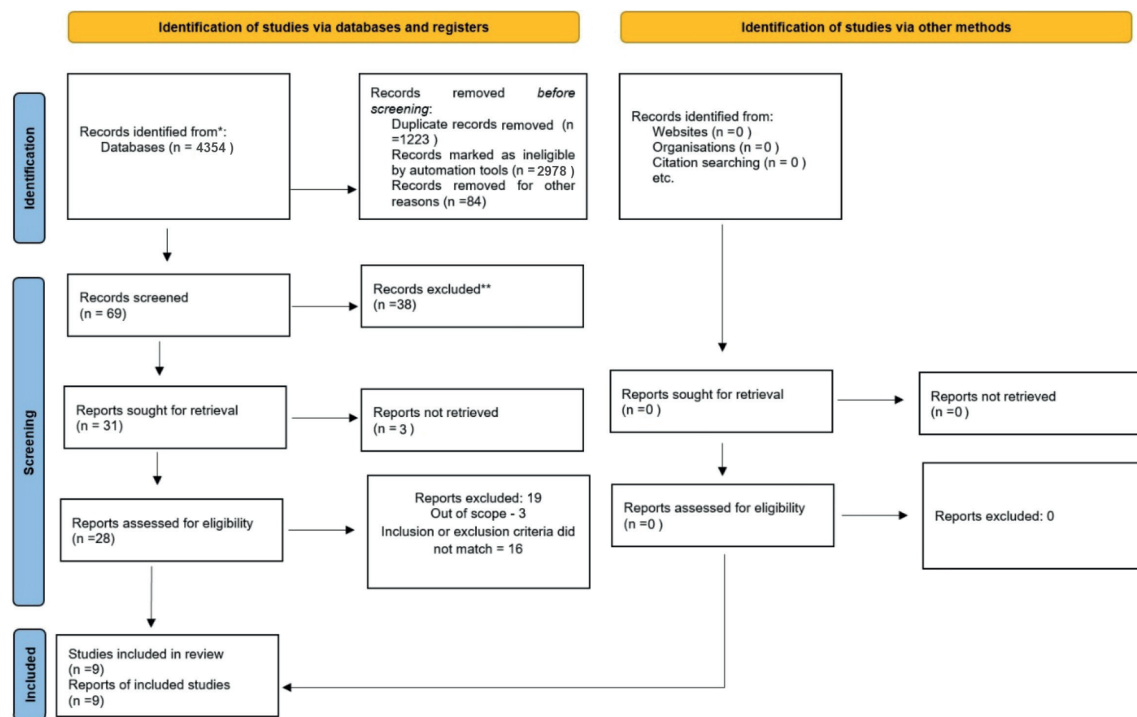 Identification of studies via databases and registers
Identification of studies via other methods
Identification
Records identified from*:
Databases (n = 4354 )
Records removed before
screening:
Duplicate records removed (n
=1223 )
Records marked as ineligible
by automation tools (n = 2978 )
Records removed for other
reasons (n =84)
Records identified from:
Websites (n =0 )
Organisations (n =0 )
Citation searching (n = 0 )
etc.
Screening
Records screened
(n = 69)
Records excluded**
(n =38)
Reports sought for retrieval
(n = 31)
Reports not retrieved
(n = 3 )
Reports sought for retrieval
(n =0 )
Reports not retrieved
(n =0 )
Reports assessed for eligibility
(n =28)
Reports excluded: 19
Out of scope - 3
Inclusion or exclusion criteria did
not match = 16
Reports assessed for eligibility
(n =0 )
Reports excluded: 0
Included
Studies included in review
(n =9)
Reports of included studies
(n =9)